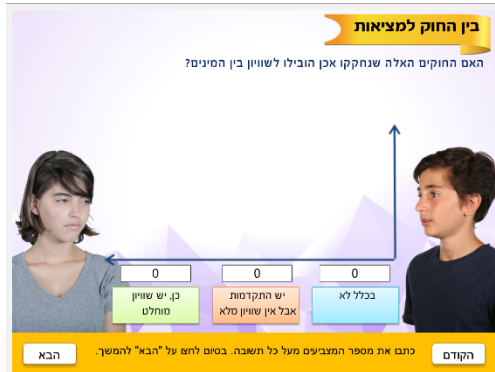 בין החוק למציאות
האם החוקים האלה שנחקקו אכן הובילו לשוויון בין המינים?
0
0
0
בכלל לא
יש התקדמות
אבל אין שוויון מלא
כן, יש שוויון
מוחלט
כתבו את מספר המצביעים מעל כל תשובה. בסיום לחצו על "הבא" להמשך.
הקודם
הבא